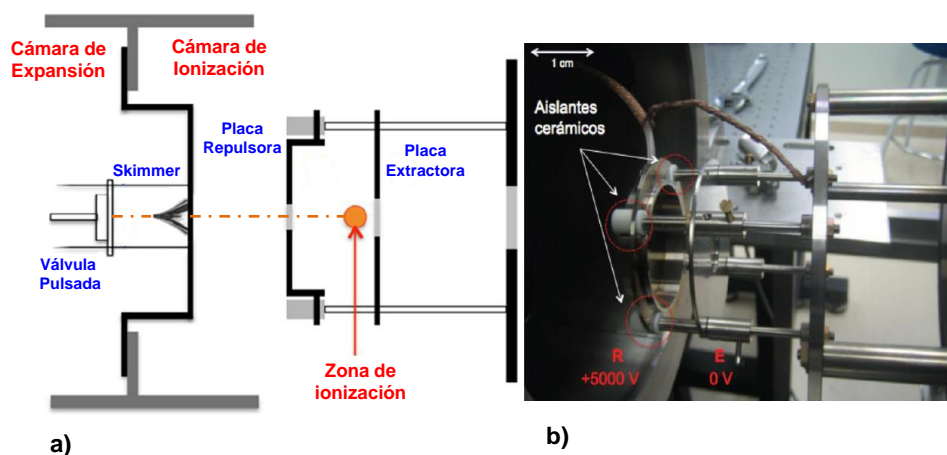 Cámara de
Expansión
Cámara de
Ionización
Placa
Repulsora
Placa
Extractora
Skimmer
Válvula
Pulsada
Zona de
ionización
a)
1 cm
Aislantes
cerámicos
R
E
+5000 V
0 V
b)